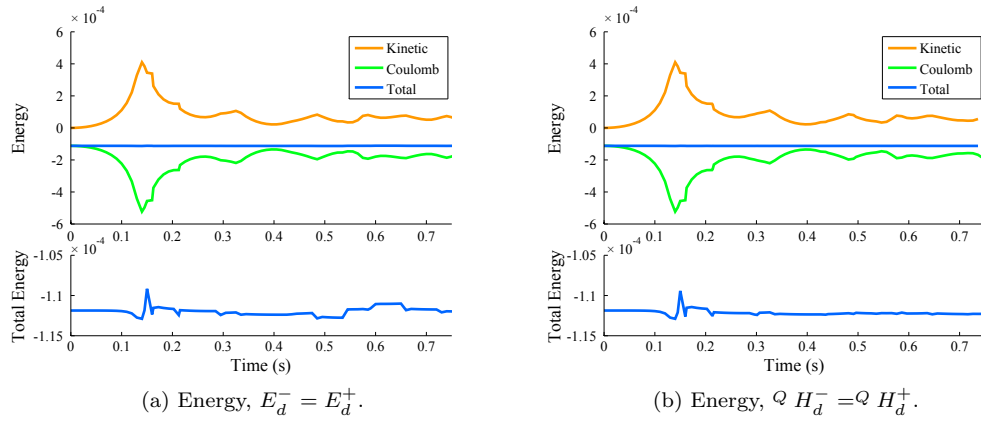 × 10⁻⁴
6
4
2
0
-2
-4
-6
Energy
Kinetic
Coulomb
Total
0 0.1 0.2 0.3 0.4 0.5 0.6 0.7
× 10⁻⁴
-1.05
-1.1
-1.15
Total Energy
0 0.1 0.2 0.3 0.4 0.5 0.6 0.7
Time (s)
(a) Energy, $E_d^- = E_d^+$.
× 10⁻⁴
6
4
2
0
-2
-4
-6
Energy
Kinetic
Coulomb
Total
0 0.1 0.2 0.3 0.4 0.5 0.6 0.7
× 10⁻⁴
-1.05
-1.1
-1.15
Total Energy
0 0.1 0.2 0.3 0.4 0.5 0.6 0.7
Time (s)
(b) Energy, $^Q H_d^- =^Q H_d^+$.